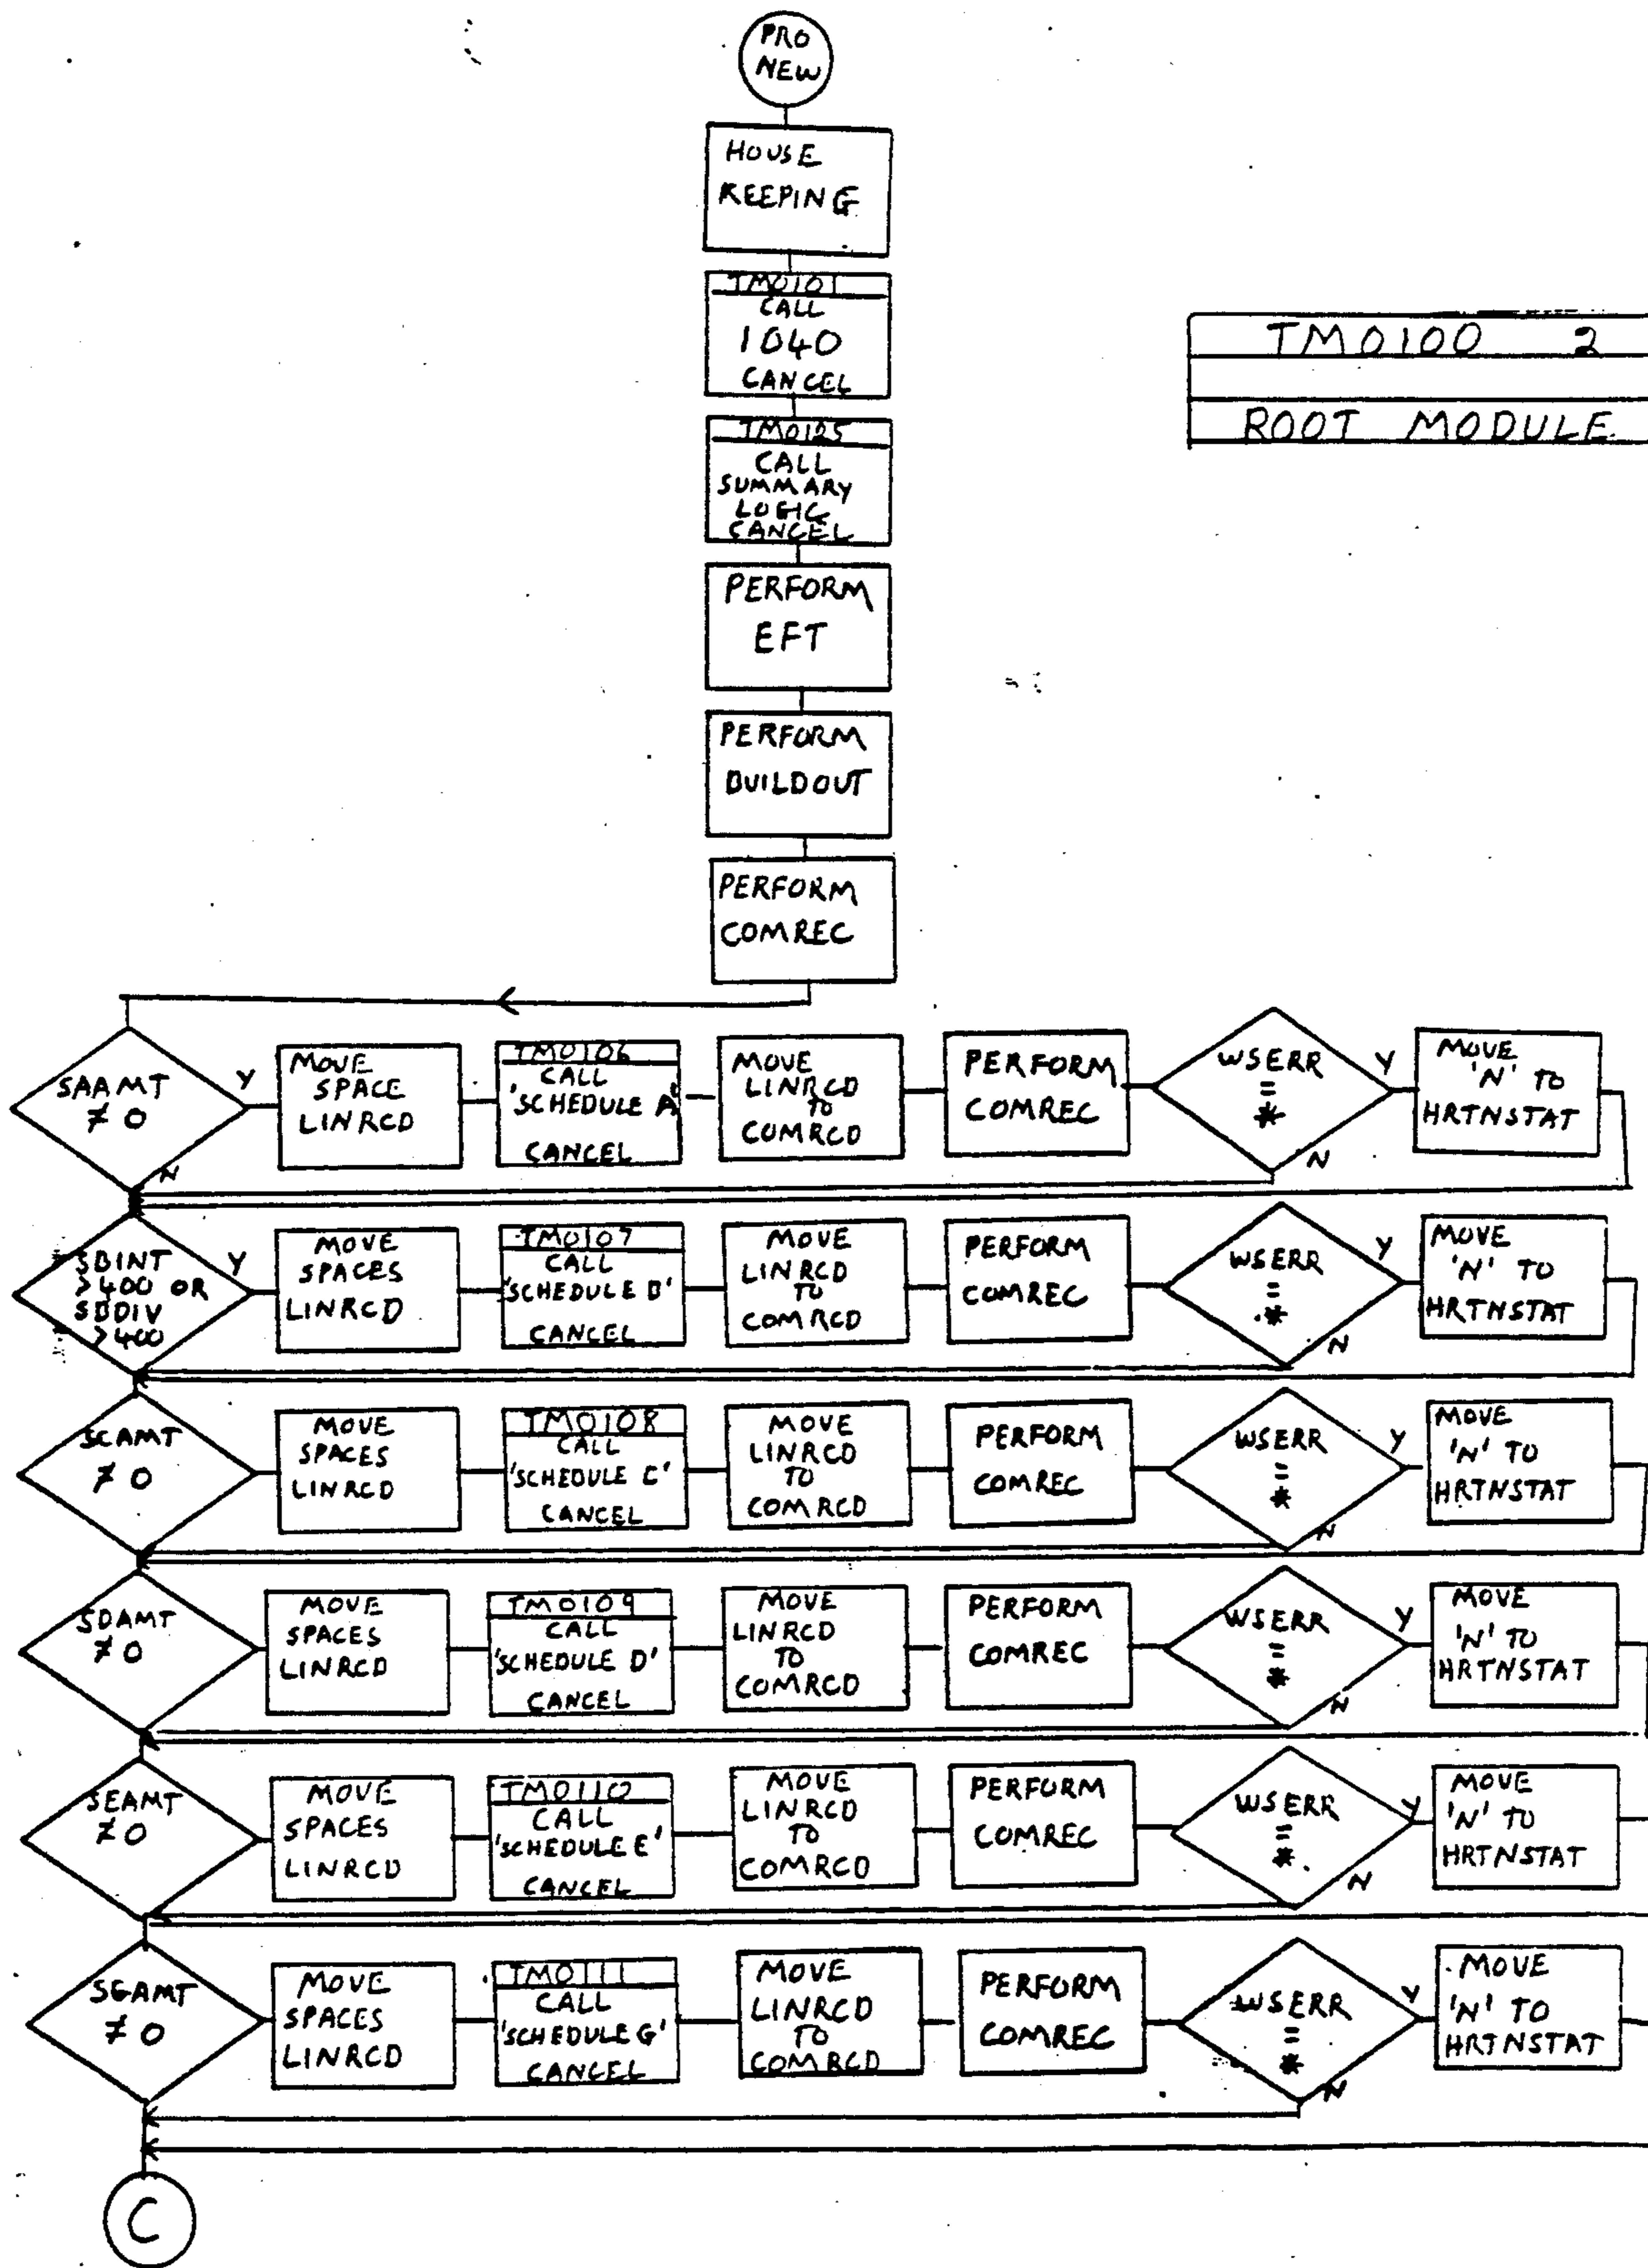 PRO
NEW
HOUSE
KEEPING
TM0101
CALL
1040
CANCEL
TM0100 2
ROOT MODULE
TM0125
CALL
SUMMARY
LOGIC
CANCEL
PERFORM
EFT
PERFORM
BUILDOUT
PERFORM
COMREC
SAAMT
≠ 0
Y
N
MOVE
SPACE
LINRCD
TM0106
CALL
'SCHEDULE A'
CANCEL
MOVE
LINRCD
TO
COMRCD
PERFORM
COMREC
WSERR
=
*
Y
N
MOVE
'N' TO
HRTNSTAT
SBINT
>400 OR
SBDIV
>400
Y
MOVE
SPACES
LINRCD
TM0107
CALL
'SCHEDULE B'
CANCEL
MOVE
LINRCD
TO
COMRCD
PERFORM
COMREC
WSERR
=
*
Y
N
MOVE
'N' TO
HRTNSTAT
SCAMT
≠ 0
MOVE
SPACES
LINRCD
TM0108
CALL
'SCHEDULE C'
CANCEL
MOVE
LINRCD
TO
COMRCD
PERFORM
COMREC
WSERR
=
*
Y
N
MOVE
'N' TO
HRTNSTAT
SDAMT
≠ 0
MOVE
SPACES
LINRCD
TM0109
CALL
'SCHEDULE D'
CANCEL
MOVE
LINRCD
TO
COMRCD
PERFORM
COMREC
WSERR
=
*
Y
N
MOVE
'N' TO
HRTNSTAT
SEAMT
≠ 0
MOVE
SPACES
LINRCD
TM0110
CALL
'SCHEDULE E'
CANCEL
MOVE
LINRCD
TO
COMRCD
PERFORM
COMREC
WSERR
=
*
Y
N
MOVE
'N' TO
HRTNSTAT
SGAMT
≠ 0
MOVE
SPACES
LINRCD
TM0111
CALL
'SCHEDULE G'
CANCEL
MOVE
LINRCD
TO
COMRCD
PERFORM
COMREC
WSERR
=
*
Y
N
MOVE
'N' TO
HRTNSTAT
C